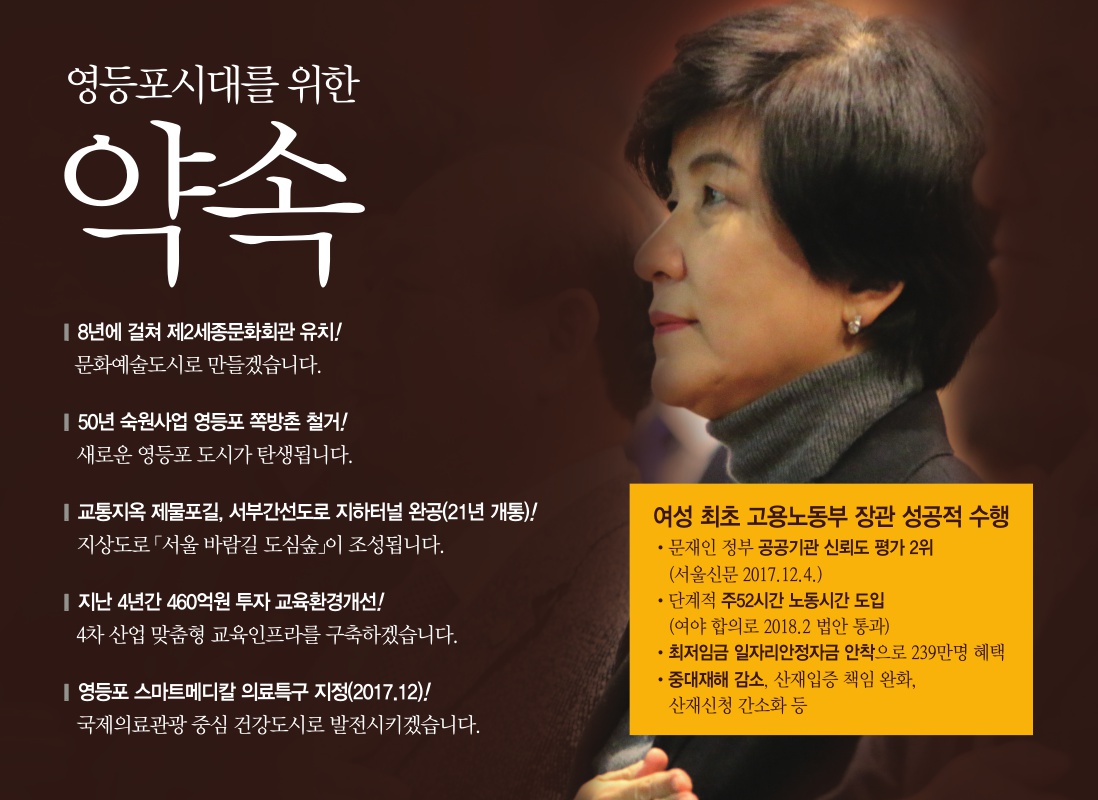 영등포시대를 위한
약속
8년에 걸쳐 제2세종문화회관 유치!
문화예술도시로 만들겠습니다.
50년 숙원사업 영등포 쪽방촌 철거!
새로운 영등포 도시가 탄생됩니다.
교통지옥 제물포길, 서부간선도로 지하터널 완공(21년 개통)!
지상도로 「서울 바람길 도심숲」이 조성됩니다.
지난 4년간 460억원 투자 교육환경개선!
4차 산업 맞춤형 교육인프라를 구축하겠습니다.
영등포 스마트메디칼 의료특구 지정(2017.12)!
국제의료관광 중심 건강도시로 발전시키겠습니다.
여성 최초 고용노동부 장관 성공적 수행
• 문재인 정부 공공기관 신뢰도 평가 2위
(서울신문 2017.12.4.)
• 단계적 주52시간 노동시간 도입
(여야 합의로 2018.2 법안 통과)
• 최저임금 일자리안정자금 안착으로 239만명 혜택
• 중대재해 감소, 산재입증 책임 완화,
산재신청 간소화 등